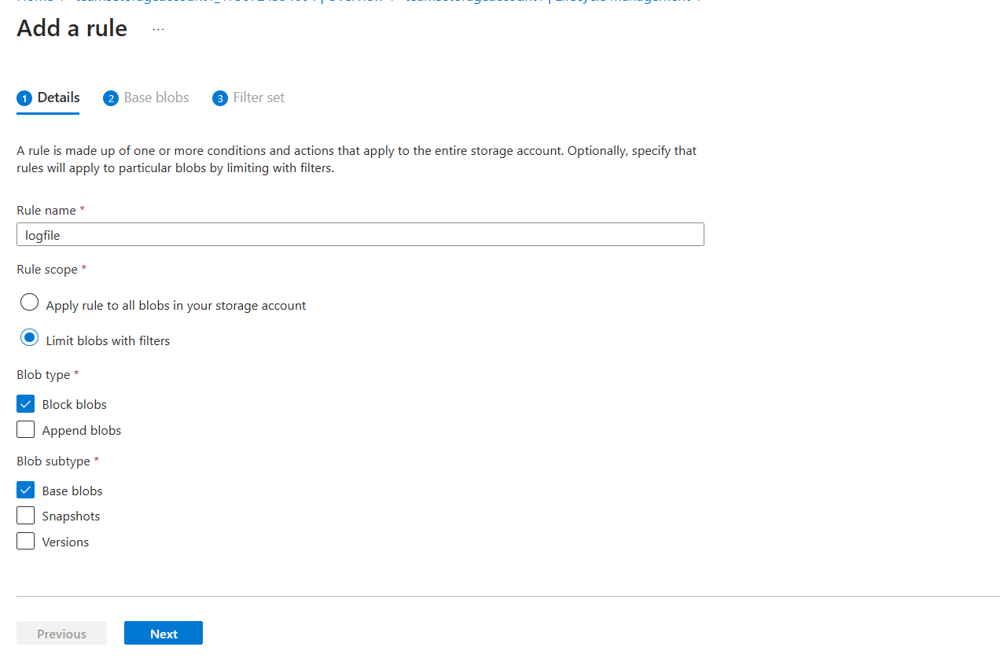 Add a rule ...
1 Details 2 Base blobs 3 Filter set
A rule is made up of one or more conditions and actions that apply to the entire storage account. Optionally, specify that
rules will apply to particular blobs by limiting with filters.
Rule name *
logfile
Rule scope *
Apply rule to all blobs in your storage account
Limit blobs with filters
Blob type *
Block blobs
Append blobs
Blob subtype *
Base blobs
Snapshots
Versions
Previous Next